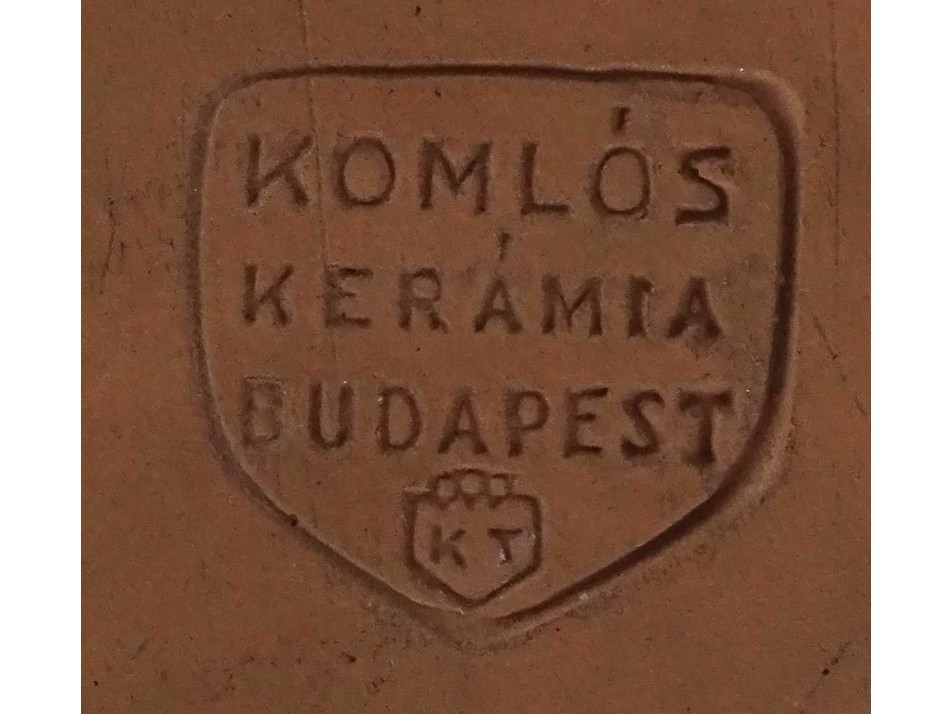 KOMLÓS
KERÁMIA
BUDAPEST
KT